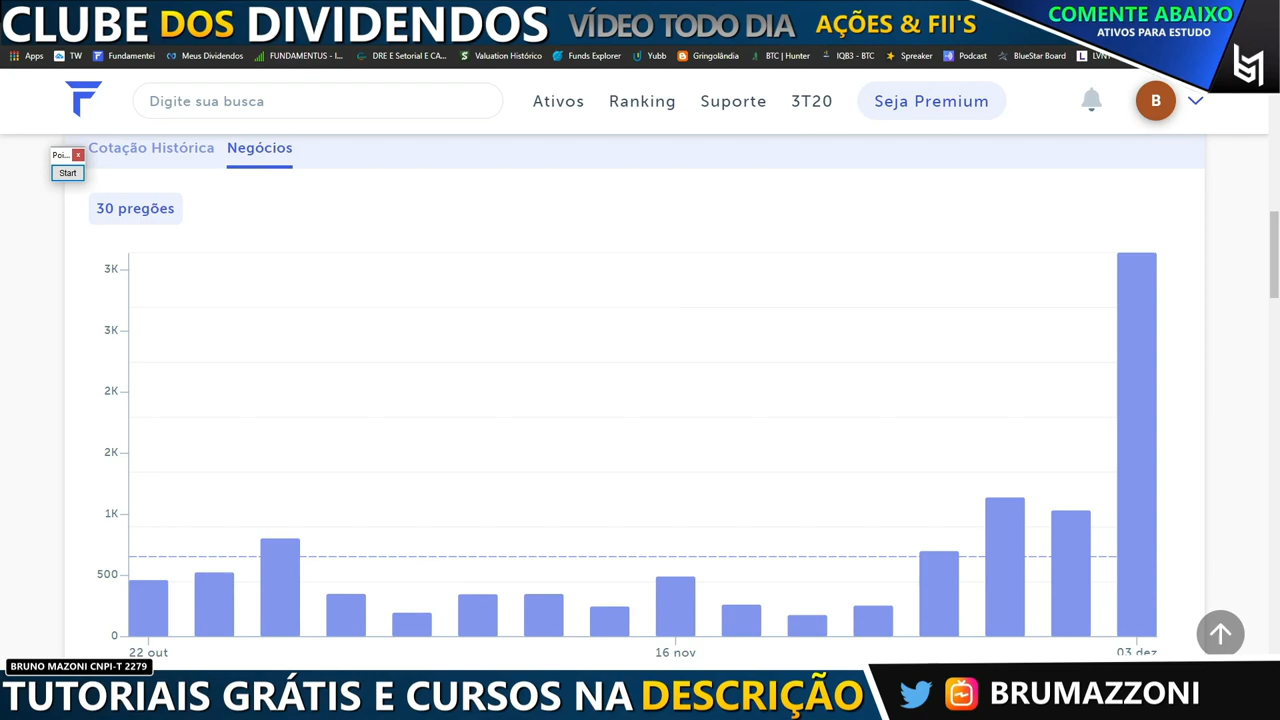 CLUBE DOS DIVIDENDOS VÍDEO TODO DIA AÇÕES & FII'S
COMENTE ABAIXO
ATIVOS PARA ESTUDO
Apps TW Fundamentei Meus Dividendos FUNDAMENTUS - I... DRE E Setorial E CA... Valuation Histórico Funds Explorer Yubb Gringolândia BTC | Hunter IQB3 - BTC Spreaker Podcast BlueStar Board
Digite sua busca Ativos Ranking Suporte 3T20 Seja Premium B
Cotação Histórica Negócios
Poi... x
Start
30 pregões
3K
3K
2K
2K
1K
500
0
22 out 16 nov 03 dez
BRUNO MAZONI CNPI-T 2279
TUTORIAIS GRÁTIS E CURSOS NA DESCRIÇÃO BRUMAZZONI